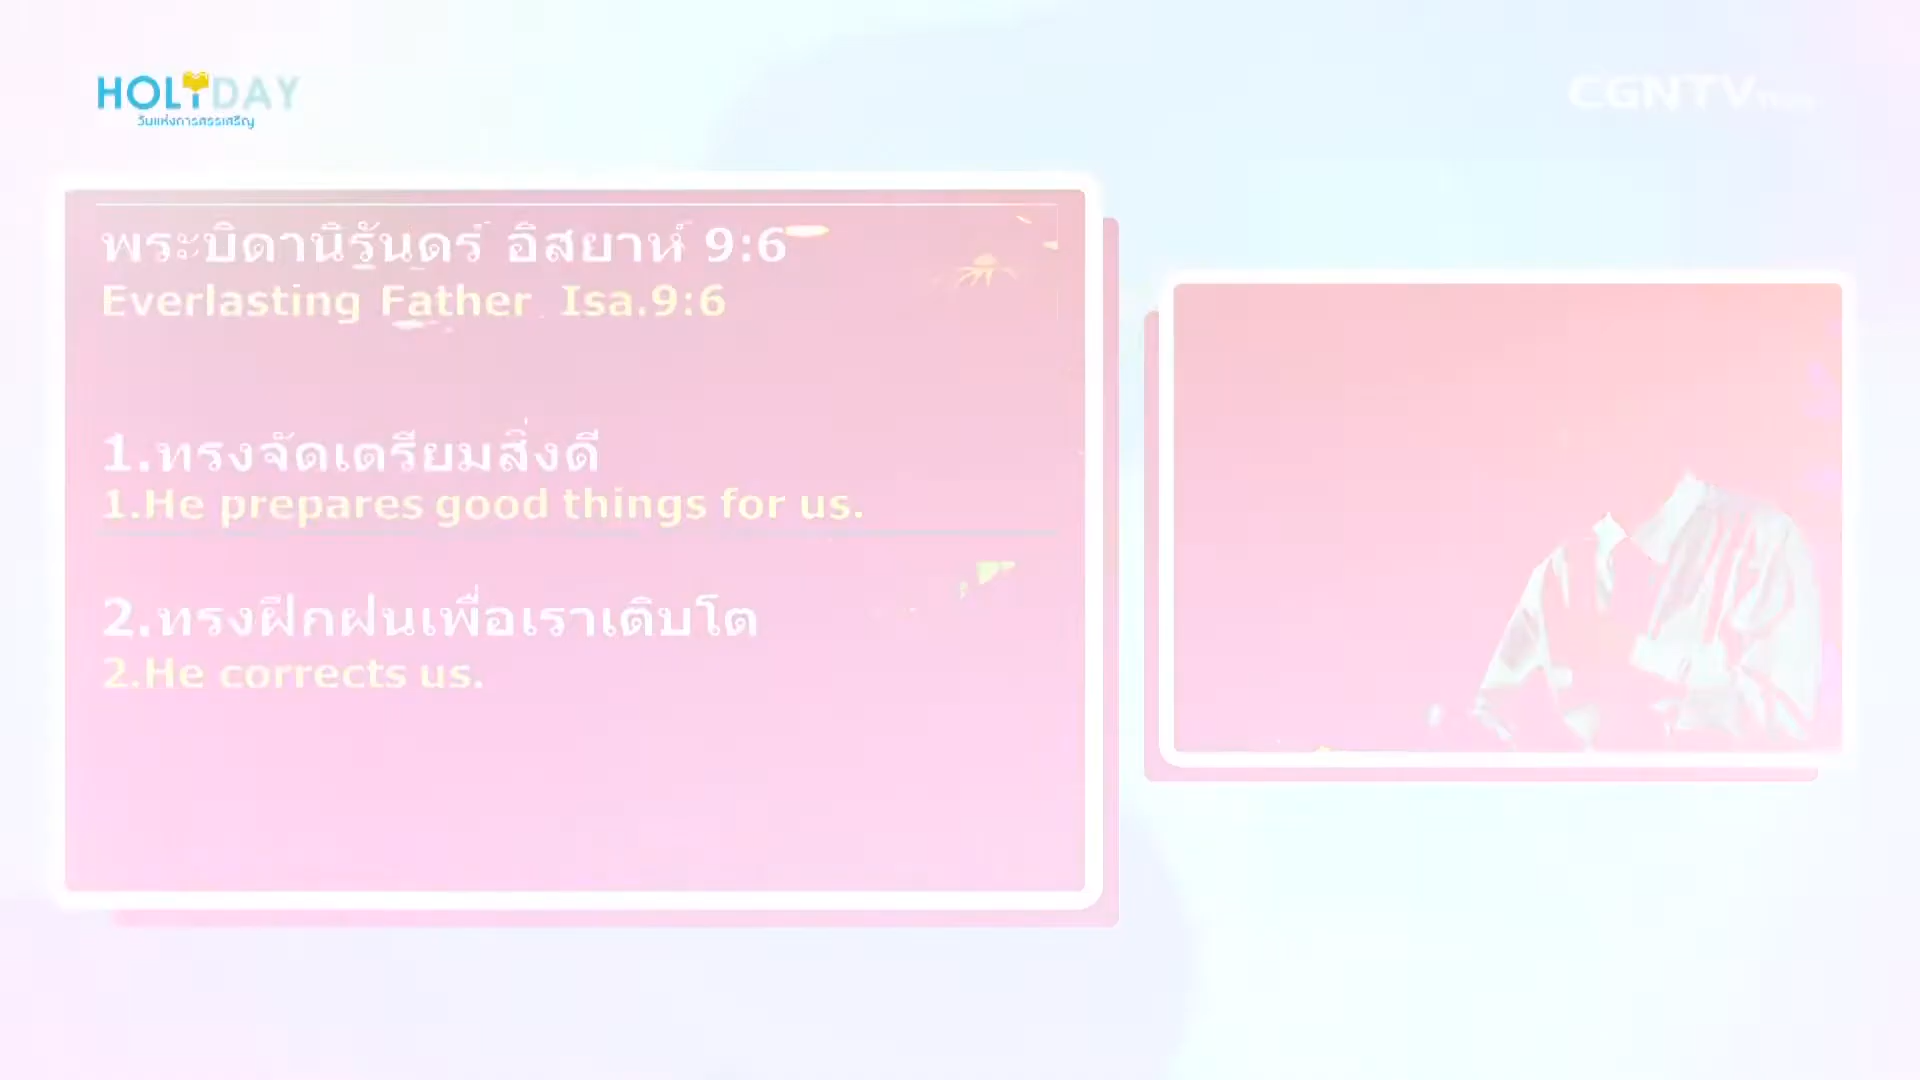 HOLYDAY
วันแห่งการสรรเสริญ
CGNTV
พระบิดานิรันดร์ อิสยาห์ 9:6
Everlasting Father Isa.9:6
1.ทรงจัดเตรียมสิ่งดี
1.He prepares good things for us.
2.ทรงฝึกฝนเพื่อเราเติบโต
2.He corrects us.